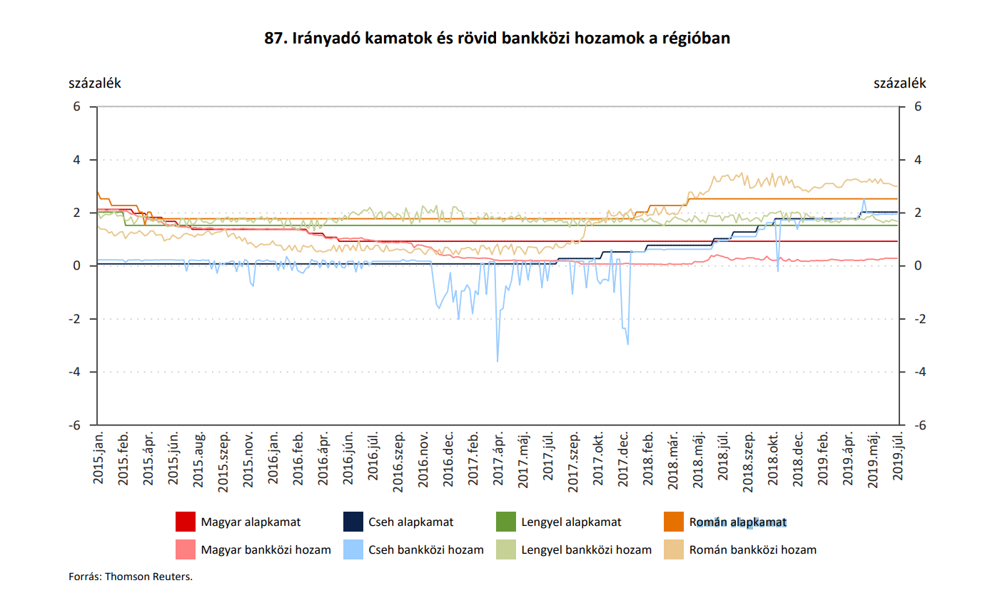 87. Irányadó kamatok és rövid bankközi hozamok a régióban
százalék százalék
6 6
4 4
2 2
0 0
-2 -2
-4 -4
-6 -6
2015.jan. 2015.feb. 2015.ápr. 2015.jún. 2015.aug. 2015.szep. 2015.nov. 2016.jan. 2016.feb. 2016.ápr. 2016.jún. 2016.júl. 2016.szep. 2016.nov. 2016.dec. 2017.feb. 2017.ápr. 2017.máj. 2017.júl. 2017.szep. 2017.okt. 2017.dec. 2018.feb. 2018.már. 2018.máj. 2018.júl. 2018.szep. 2018.okt. 2018.dec. 2019.feb. 2019.ápr. 2019.máj. 2019.júl.
Magyar alapkamat Cseh alapkamat Lengyel alapkamat Román alapkamat
Magyar bankközi hozam Cseh bankközi hozam Lengyel bankközi hozam Román bankközi hozam
Forrás: Thomson Reuters.